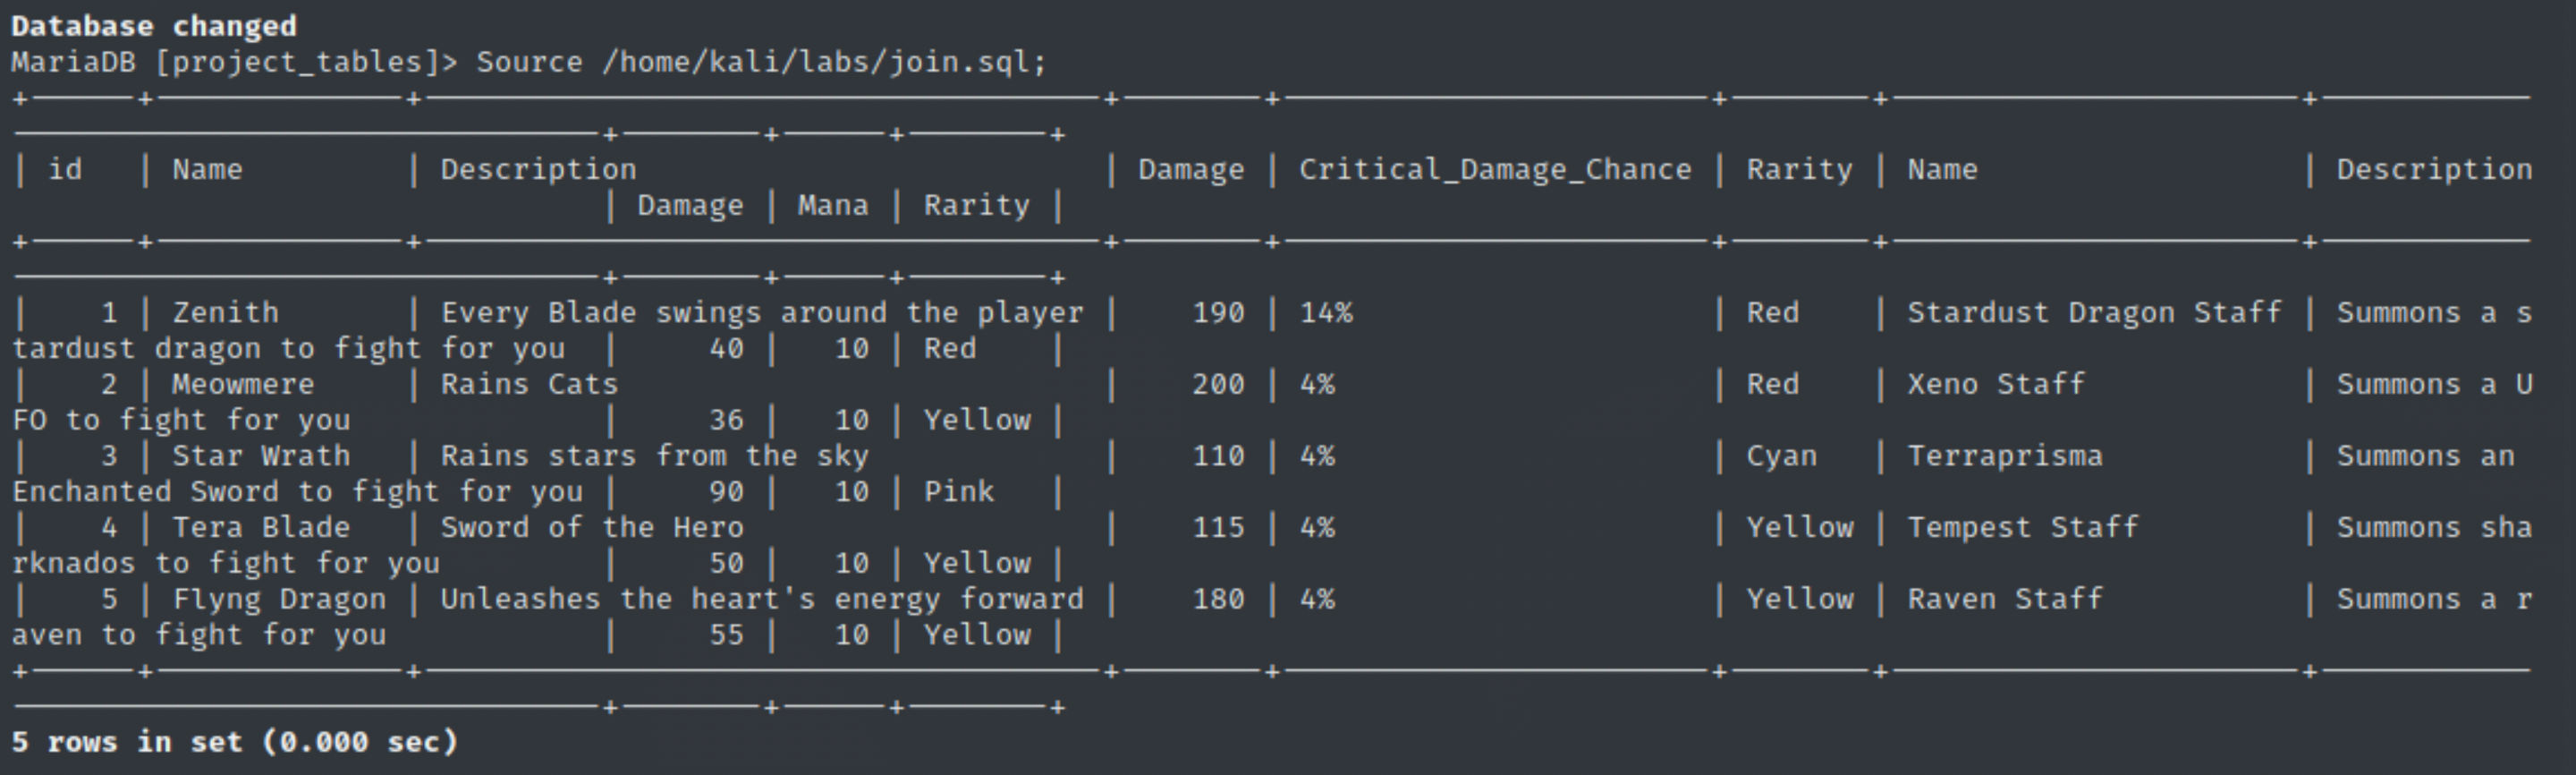 Database changed
MariaDB [project_tables]> Source /home/kali/labs/join.sql;
+------+--------------+--------------------------------------+--------+------------------------+--------+-----------------------+------------
---------------------------------+--------+------+--------+
| id   | Name         | Description                          | Damage | Critical_Damage_Chance | Rarity | Name                  | Description
                                 | Damage | Mana | Rarity |
+------+--------------+--------------------------------------+--------+------------------------+--------+-----------------------+------------
---------------------------------+--------+------+--------+
|    1 | Zenith       | Every Blade swings around the player |    190 | 14%                    | Red    | Stardust Dragon Staff | Summons a s
tardust dragon to fight for you  |     40 |   10 | Red    |
|    2 | Meowmere     | Rains Cats                           |    200 | 4%                     | Red    | Xeno Staff            | Summons a U
FO to fight for you              |     36 |   10 | Yellow |
|    3 | Star Wrath   | Rains stars from the sky             |    110 | 4%                     | Cyan   | Terraprisma           | Summons an 
Enchanted Sword to fight for you |     90 |   10 | Pink   |
|    4 | Tera Blade   | Sword of the Hero                    |    115 | 4%                     | Yellow | Tempest Staff         | Summons sha
rknados to fight for you         |     50 |   10 | Yellow |
|    5 | Flyng Dragon | Unleashes the heart's energy forward |    180 | 4%                     | Yellow | Raven Staff           | Summons a r
aven to fight for you            |     55 |   10 | Yellow |
+------+--------------+--------------------------------------+--------+------------------------+--------+-----------------------+------------
---------------------------------+--------+------+--------+
5 rows in set (0.000 sec)